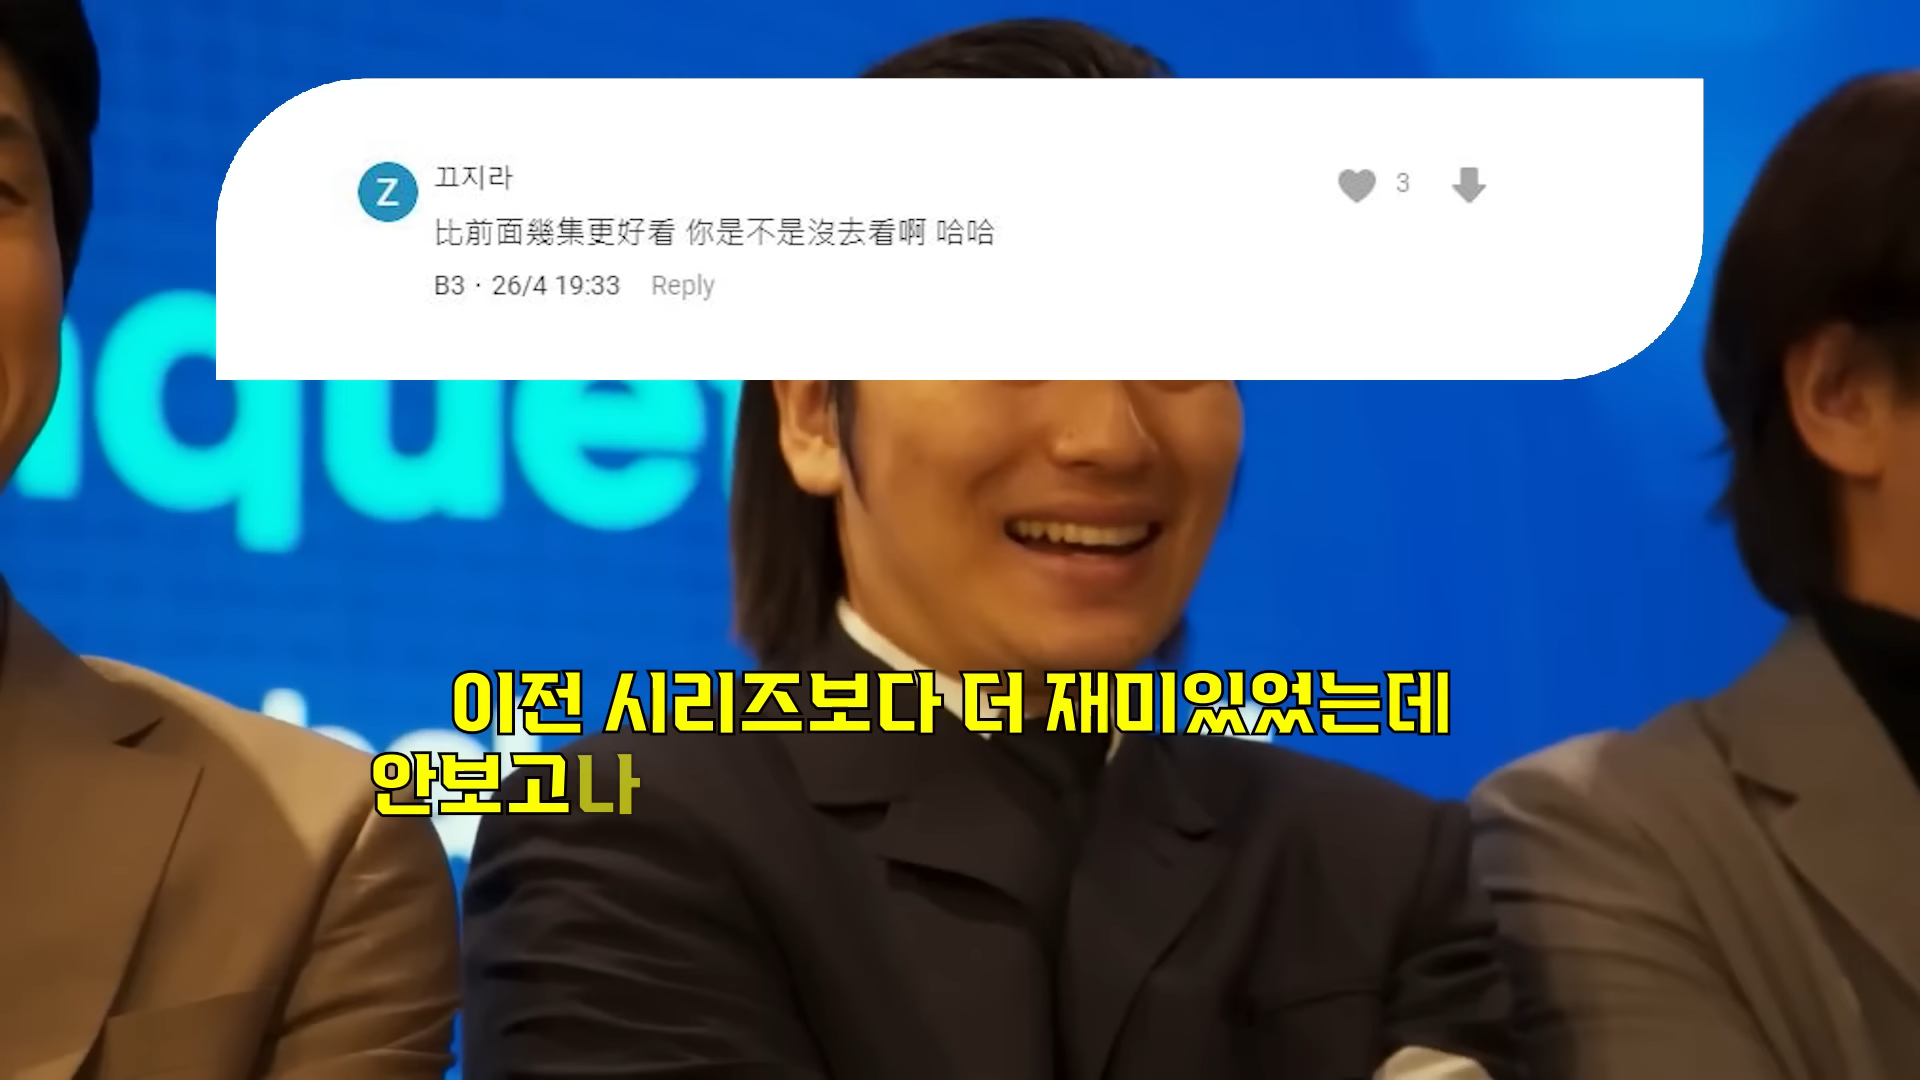 끄지라
3
Z
比前面幾集更好看 你是不是沒去看啊 哈哈
B3 · 26/4 19:33 Reply
que
이전 시리즈보다 더 재미있었는데
안보고나